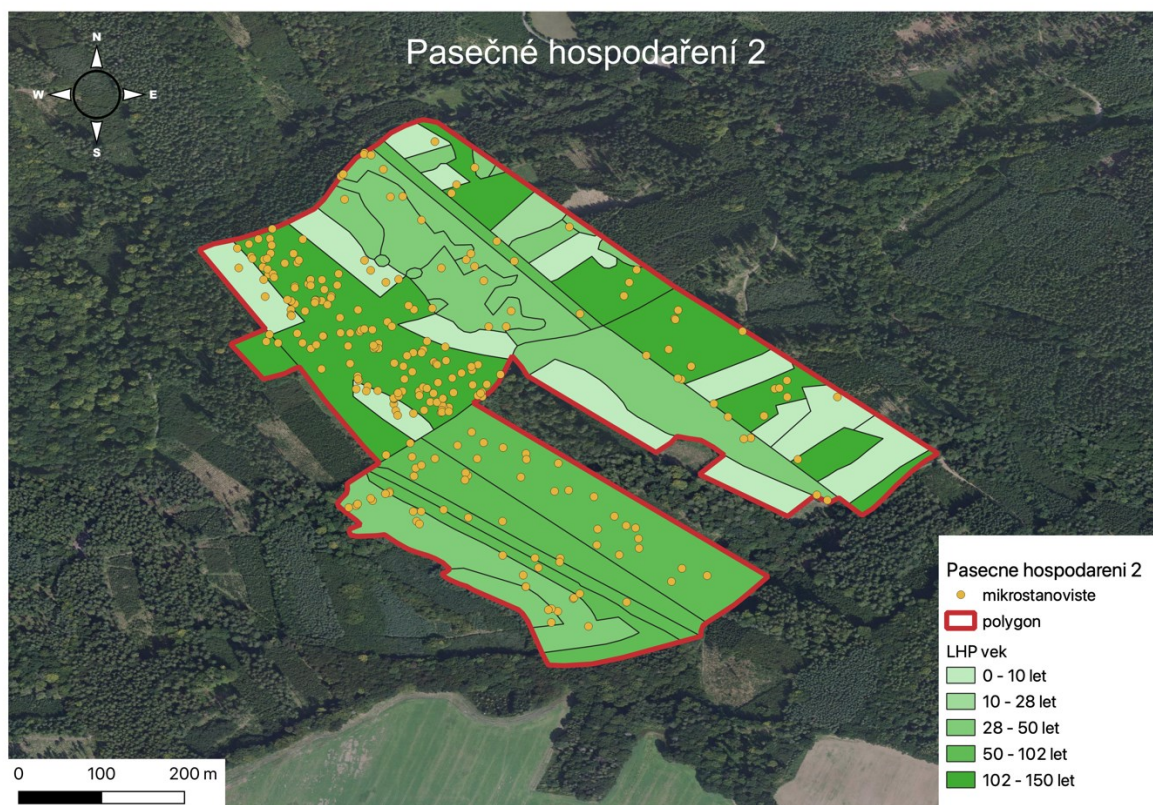 Pasečné hospodaření 2
N
W
E
S
Pasecne hospodareni 2
mikrostanoviste
polygon
LHP vek
0 - 10 let
10 - 28 let
28 - 50 let
50 - 102 let
102 - 150 let
0 100 200 m